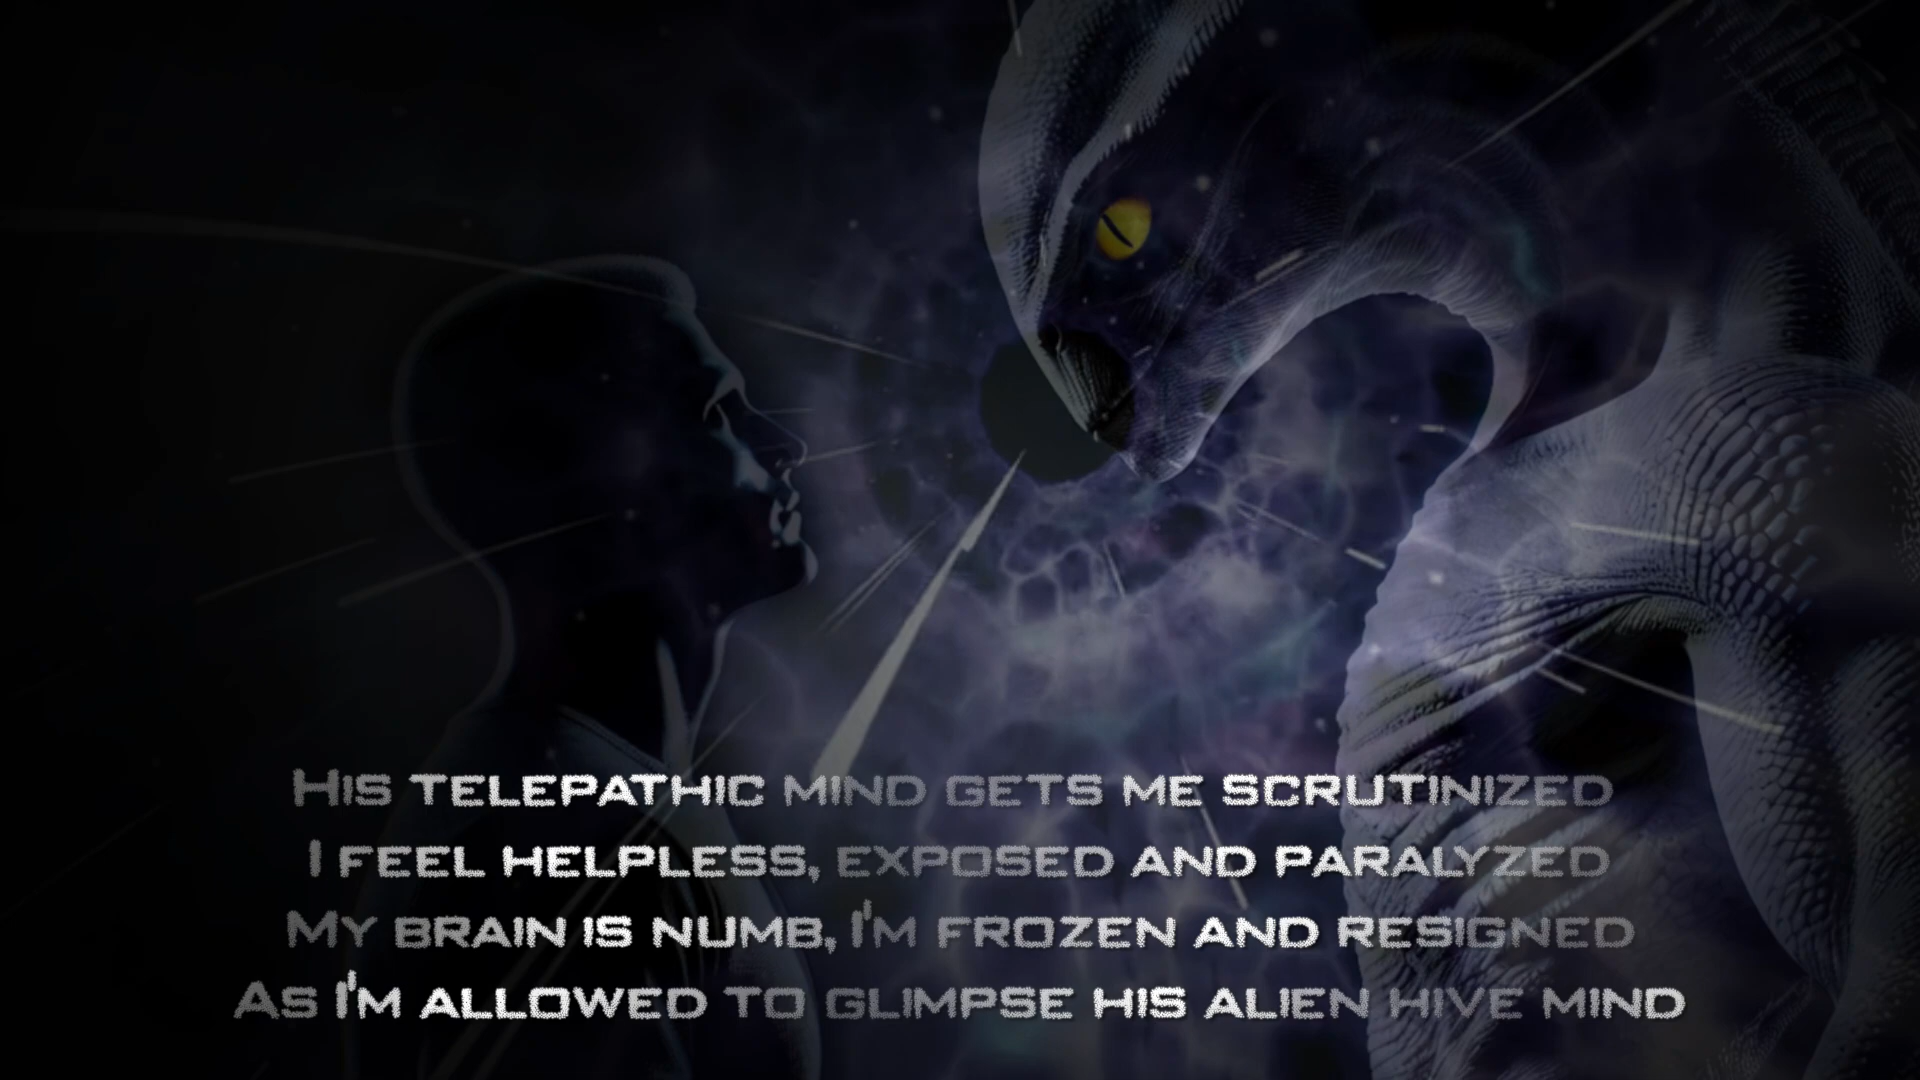 His telepathic mind gets me scrutinized
I feel helpless, exposed and paralyzed
My brain is numb, I'm frozen and resigned
As I'm allowed to glimpse his alien hive mind